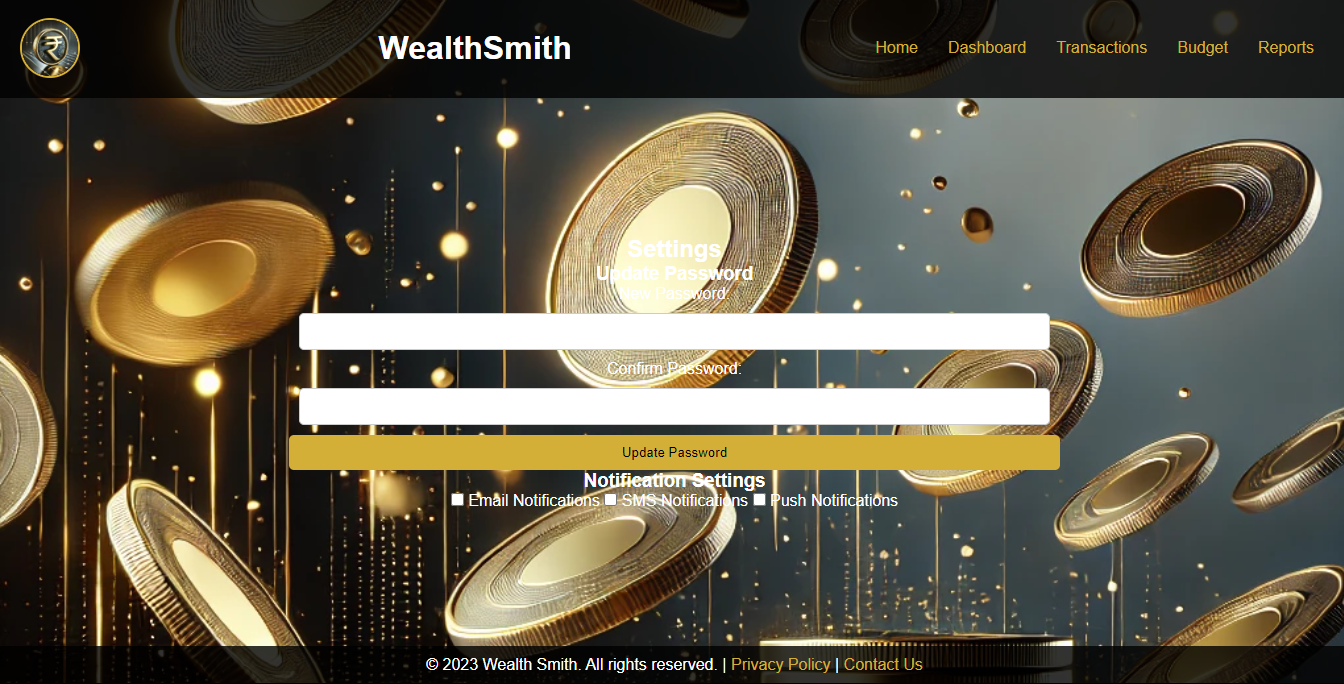 WealthSmith
Home Dashboard Transactions Budget Reports
Settings
Update Password
New Password:
Confirm Password:
Update Password
Notification Settings
Email Notifications SMS Notifications Push Notifications
© 2023 Wealth Smith. All rights reserved. | Privacy Policy | Contact Us